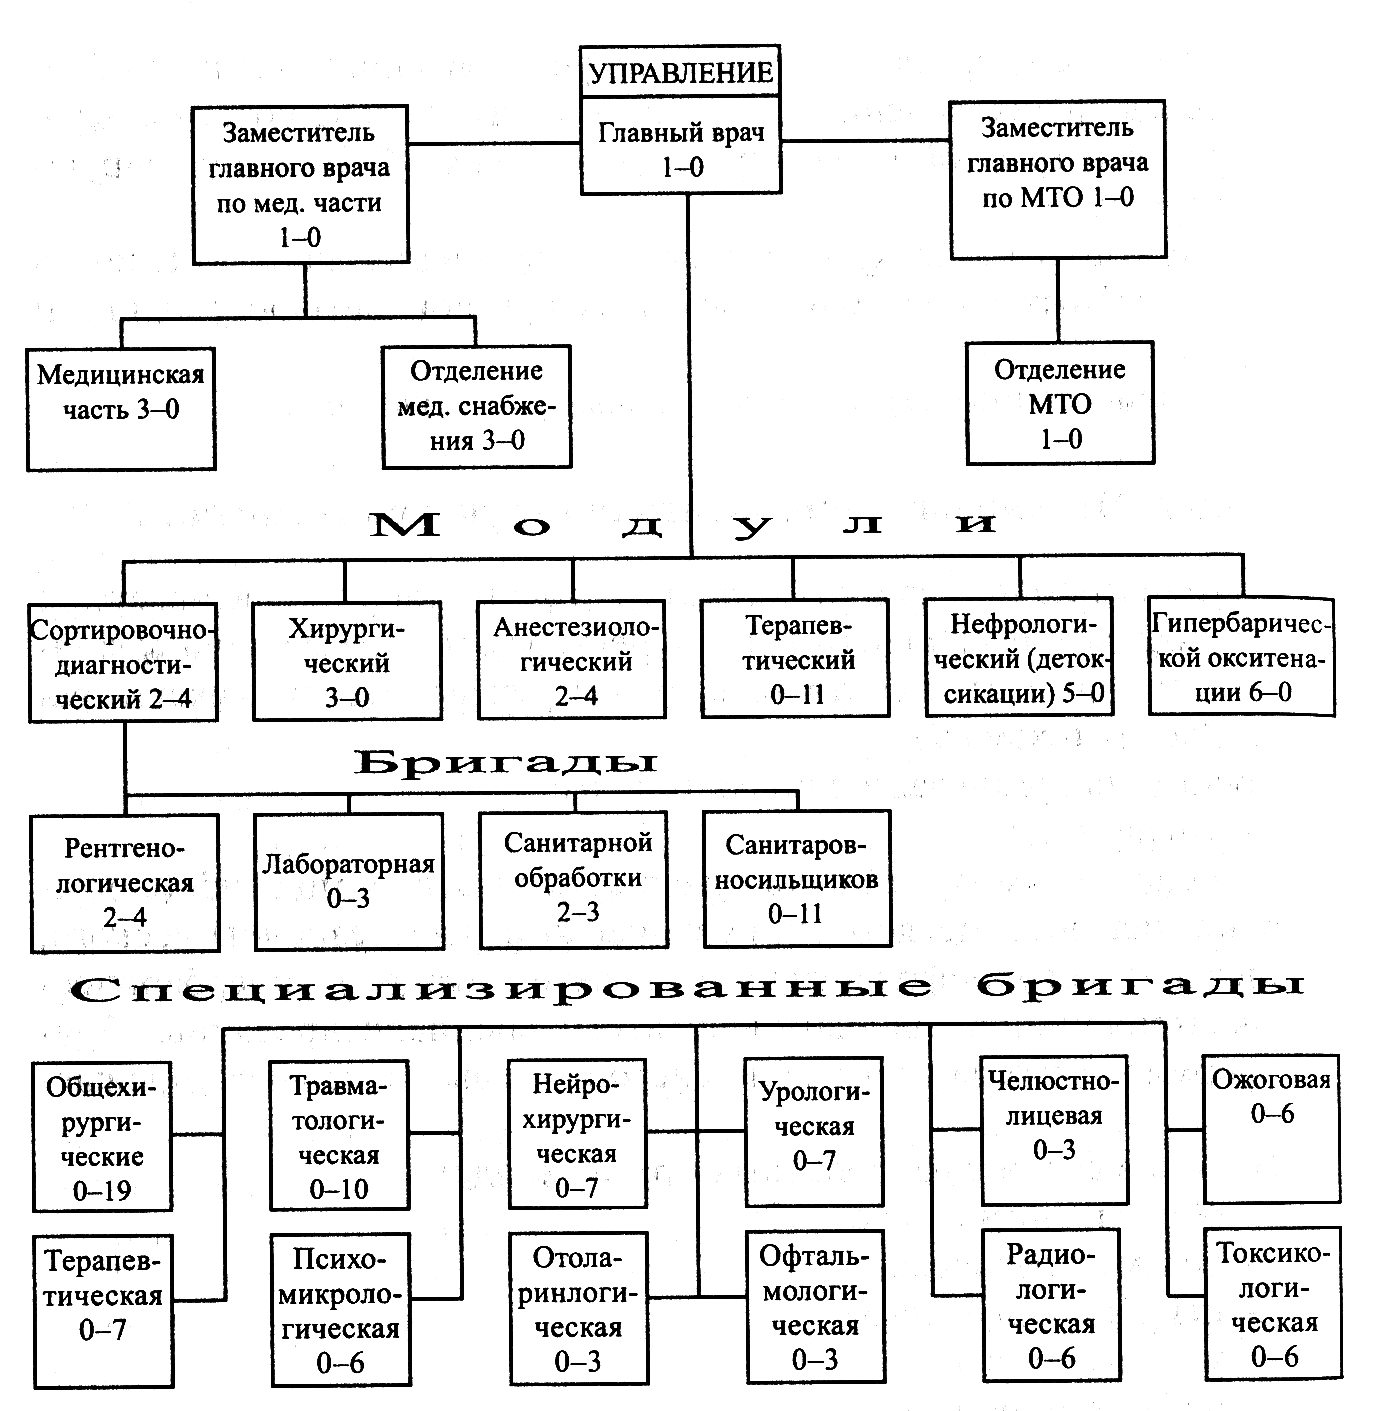 УПРАВЛЕНИЕ
Главный врач
1–0
Заместитель
главного врача
по мед. части
1–0
Заместитель
главного врача
по МТО 1–0
Медицинская
часть 3–0
Отделение
мед. снабже-
ния 3–0
Отделение
МТО
1–0
Модули
Сортировочно-
диагности-
ческий 2–4
Хирурги-
ческий
3–0
Анестезиоло-
гический
2–4
Терапев-
тический
0–11
Нефрологи-
ческий (деток-
сикации) 5–0
Гипербаричес-
кой окситена-
ции 6–0
Бригады
Рентгено-
логическая
2–4
Лабораторная
0–3
Санитарной
обработки
2–3
Санитаров-
носильщиков
0–11
Специализированные бригады
Общехи-
рурги-
ческие
0–19
Травма-
тологи-
ческая
0–10
Нейро-
хирурги-
ческая
0–7
Урологи-
ческая
0–7
Челюстно-
лицевая
0–3
Ожоговая
0–6
Терапев-
тическая
0–7
Психо-
микроло-
гическая
0–6
Отола-
ринлоги-
ческая
0–3
Офталь-
мологи-
ческая
0–3
Радио-
логи-
ческая
0–6
Токсико-
логи-
ческая
0–6